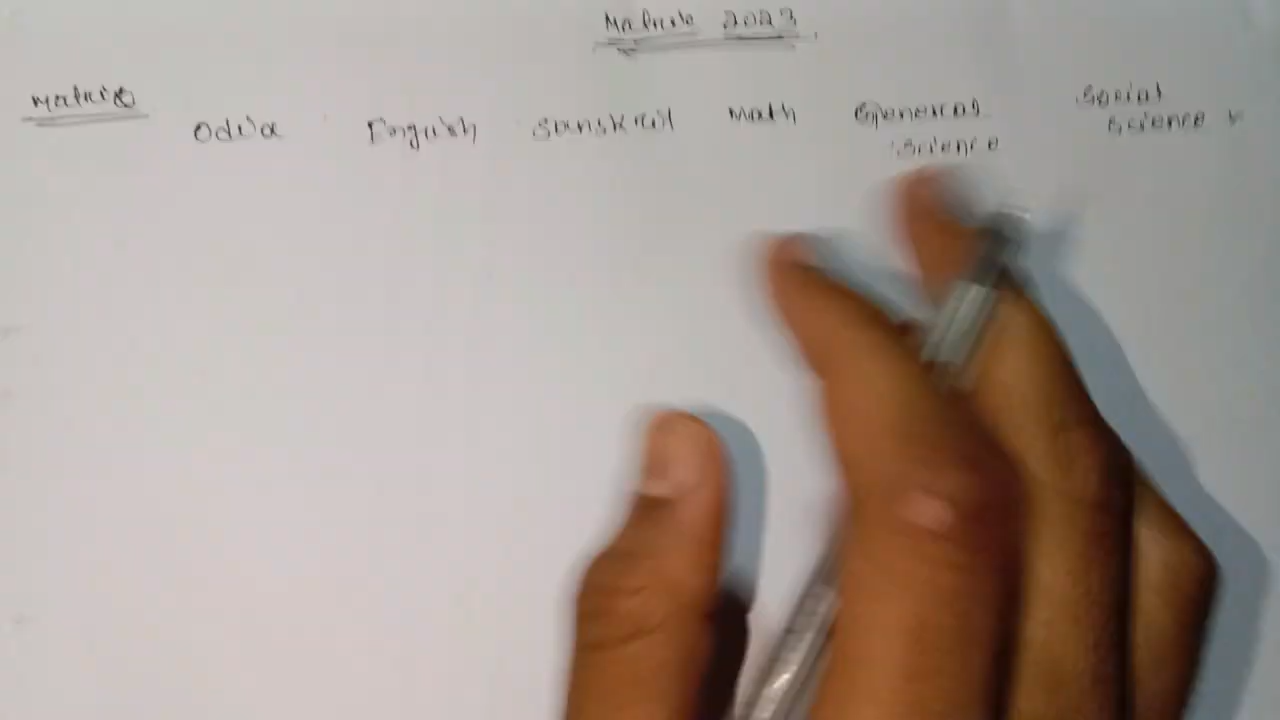 Matric 2023
Matric
Odia English Sanskrit Math General Science Social Science